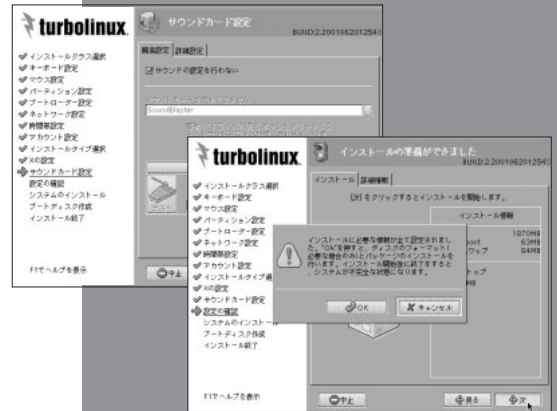 turbolinux
サウンドカード設定
BUILD:2.200106201254
簡易設定
詳細設定
インストールクラス選択
キーボード設定
マウス設定
パーティション設定
ブートローダー設定
ネットワーク設定
時間帯設定
アカウント設定
インストールタイプ選択
Xの設定
サウンドカード設定
設定の確認
システムのインストール
ブートディスク作成
インストール終了
F1でヘルプを表示
サウンドの設定を行わない
SoundBlaster
中止
turbolinux
インストールの準備ができました
BUILD:2.200106201254
インストール
詳細情報
[次]をクリックするとインストールを開始します。
インストールクラス選択
キーボード設定
マウス設定
パーティション設定
ブートローダー設定
ネットワーク設定
時間帯設定
アカウント設定
インストールタイプ選
Xの設定
サウンドカード設定
設定の確認
システムのインストー
ブートディスク作成
インストール終了
F1でヘルプを表示
インストール情報
1870MB
63MB
64MB
インストールに必要な情報が全て設定されまし
た。"Ok"を押すと、ディスクのフォーマット(
必要な場合のみ)とパッケージのインストールを
行います。インストール開始後に終了をすると
、システムが不完全な状態になります。
OK
キャンセル
中止
戻る
次